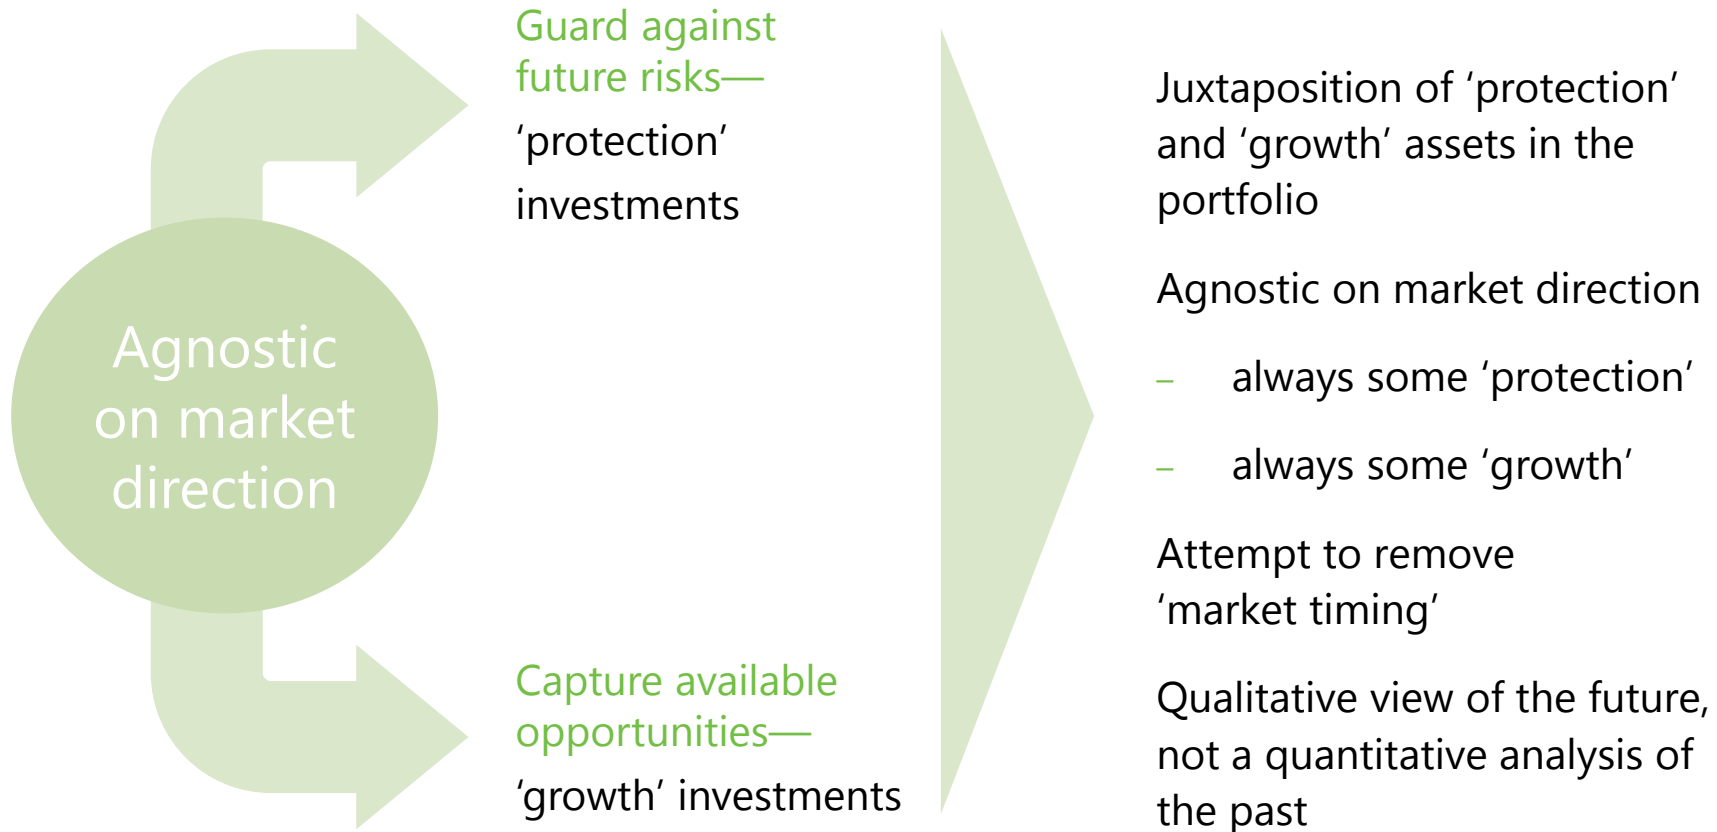 Agnostic
on market
direction
Guard against
future risks—
‘protection’
investments
Capture available
opportunities—
‘growth’ investments
Juxtaposition of ‘protection’
and ‘growth’ assets in the
portfolio
Agnostic on market direction
– always some ‘protection’
– always some ‘growth’
Attempt to remove
‘market timing’
Qualitative view of the future,
not a quantitative analysis of
the past